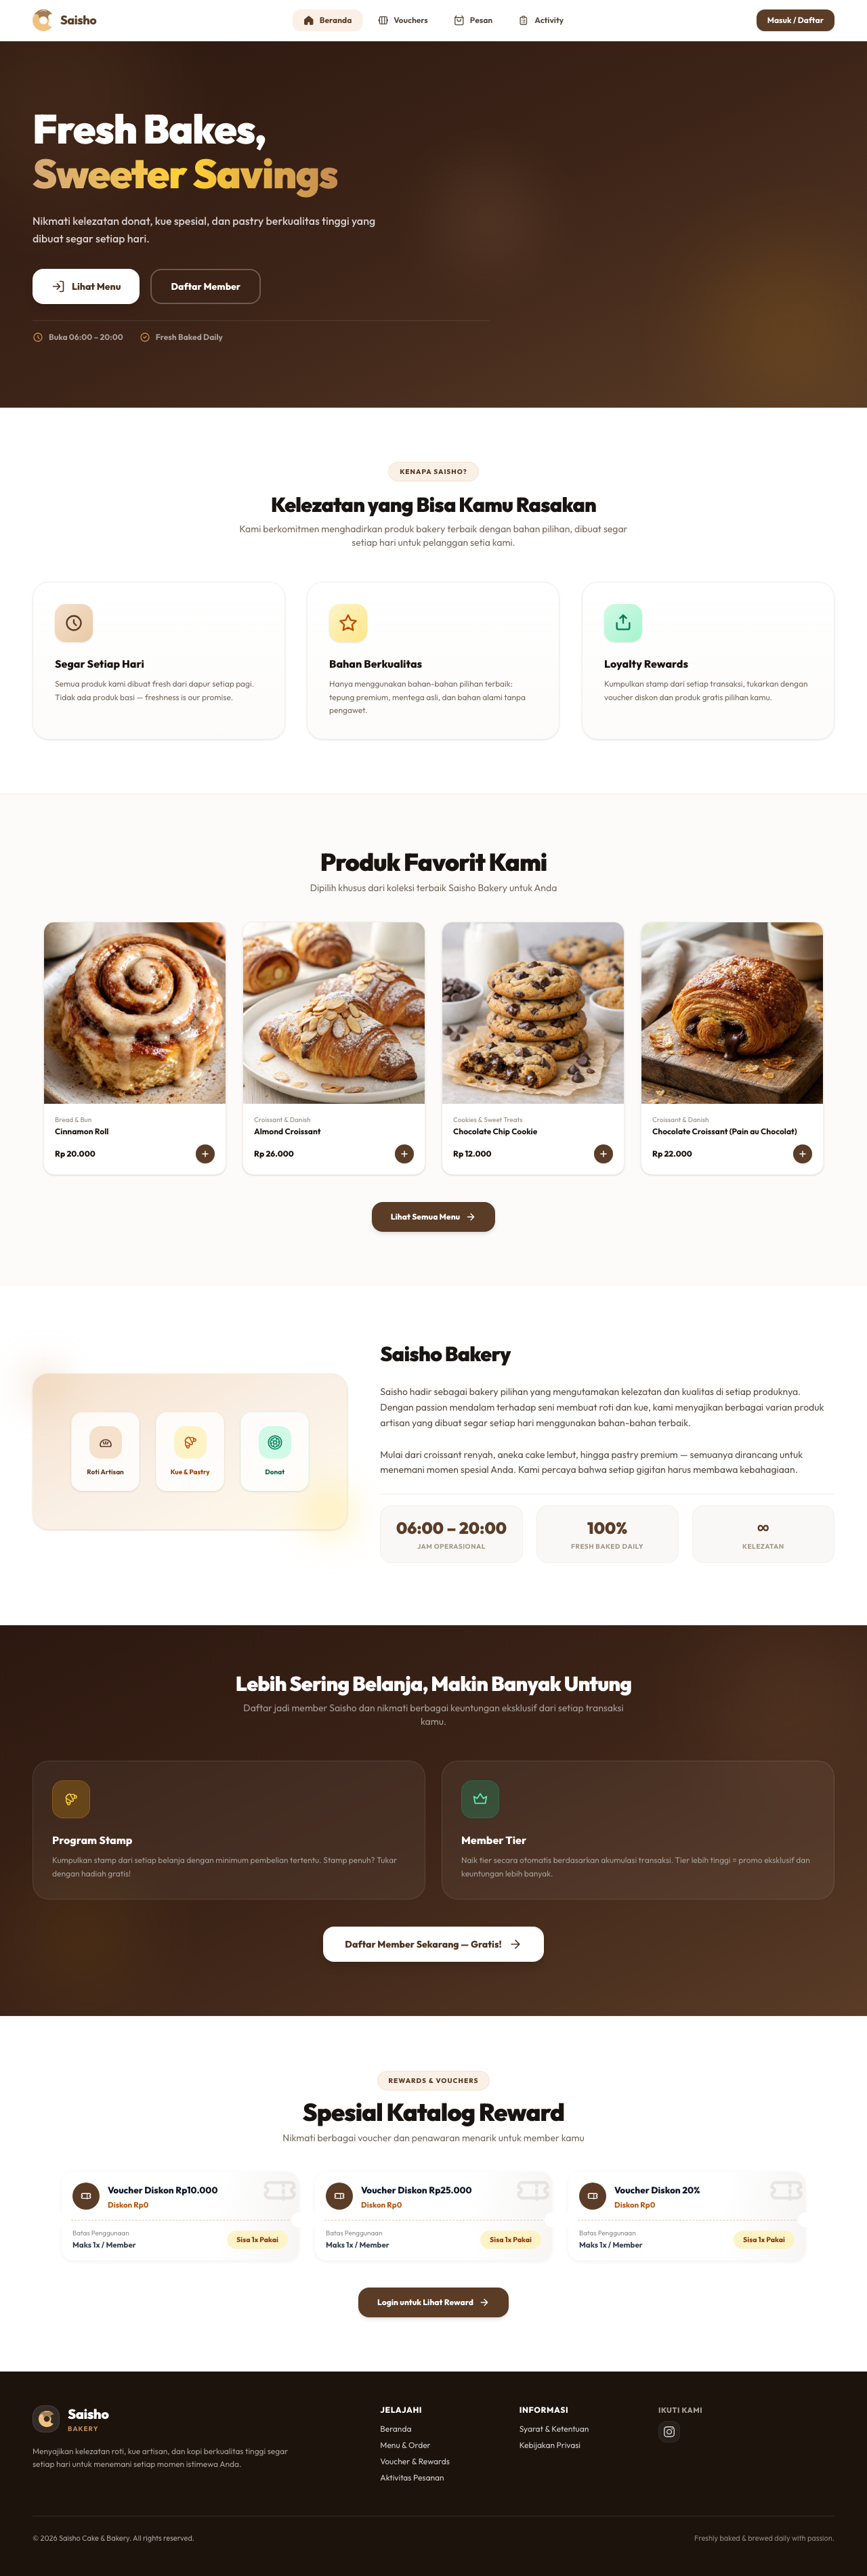 Saisho
Beranda
Vouchers
Pesan
Activity
Masuk / Daftar
Fresh Bakes,
Sweeter Savings
Nikmati kelezatan donat, kue spesial, dan pastry berkualitas tinggi yang
dibuat segar setiap hari.
Lihat Menu
Daftar Member
Buka 06:00 – 20:00
Fresh Baked Daily
KENAPA SAISHO?
Kelezatan yang Bisa Kamu Rasakan
Kami berkomitmen menghadirkan produk bakery terbaik dengan bahan pilihan, dibuat segar
setiap hari untuk pelanggan setia kami.
Segar Setiap Hari
Semua produk kami dibuat fresh dari dapur setiap pagi.
Tidak ada produk basi — freshness is our promise.
Bahan Berkualitas
Hanya menggunakan bahan-bahan pilihan terbaik:
tepung premium, mentega asli, dan bahan alami tanpa
pengawet.
Loyalty Rewards
Kumpulkan stamp dari setiap transaksi, tukarkan dengan
voucher diskon dan produk gratis pilihan kamu.
Produk Favorit Kami
Dipilih khusus dari koleksi terbaik Saisho Bakery untuk Anda
Bread & Bun
Cinnamon Roll
Rp 20.000
Croissant & Danish
Almond Croissant
Rp 26.000
Cookies & Sweet Treats
Chocolate Chip Cookie
Rp 12.000
Croissant & Danish
Chocolate Croissant (Pain au Chocolat)
Rp 22.000
Lihat Semua Menu
Roti Artisan
Kue & Pastry
Donat
Saisho Bakery
Saisho hadir sebagai bakery pilihan yang mengutamakan kelezatan dan kualitas di setiap produknya.
Dengan passion mendalam terhadap seni membuat roti dan kue, kami menyajikan berbagai varian produk
artisan yang dibuat segar setiap hari menggunakan bahan-bahan terbaik.
Mulai dari croissant renyah, aneka cake lembut, hingga pastry premium — semuanya dirancang untuk
menemani momen spesial Anda. Kami percaya bahwa setiap gigitan harus membawa kebahagiaan.
06:00 – 20:00
JAM OPERASIONAL
100%
FRESH BAKED DAILY
∞
KELEZATAN
Lebih Sering Belanja, Makin Banyak Untung
Daftar jadi member Saisho dan nikmati berbagai keuntungan eksklusif dari setiap transaksi
kamu.
Program Stamp
Kumpulkan stamp dari setiap belanja dengan minimum pembelian tertentu. Stamp penuh? Tukar
dengan hadiah gratis!
Member Tier
Naik tier secara otomatis berdasarkan akumulasi transaksi. Tier lebih tinggi = promo eksklusif dan
keuntungan lebih banyak.
Daftar Member Sekarang — Gratis!
REWARDS & VOUCHERS
Spesial Katalog Reward
Nikmati berbagai voucher dan penawaran menarik untuk member kamu
Voucher Diskon Rp10.000
Diskon Rp0
Batas Penggunaan
Maks 1x / Member
Sisa 1x Pakai
Voucher Diskon Rp25.000
Diskon Rp0
Batas Penggunaan
Maks 1x / Member
Sisa 1x Pakai
Voucher Diskon 20%
Diskon Rp0
Batas Penggunaan
Maks 1x / Member
Sisa 1x Pakai
Login untuk Lihat Reward
Saisho
BAKERY
Menyajikan kelezatan roti, kue artisan, dan kopi berkualitas tinggi segar
setiap hari untuk menemani setiap momen istimewa Anda.
JELAJAHI
Beranda
Menu & Order
Voucher & Rewards
Aktivitas Pesanan
INFORMASI
Syarat & Ketentuan
Kebijakan Privasi
IKUTI KAMI
© 2026 Saisho Cake & Bakery. All rights reserved.
Freshly baked & brewed daily with passion.